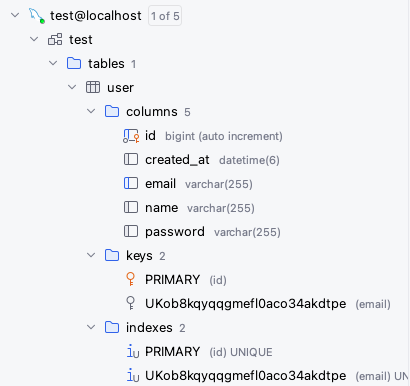 test@localhost 1 of 5
test
tables 1
user
columns 5
id bigint (auto increment)
created_at datetime(6)
email varchar(255)
name varchar(255)
password varchar(255)
keys 2
PRIMARY (id)
UKob8kqyqqgmefl0aco34akdtpe (email)
indexes 2
PRIMARY (id) UNIQUE
UKob8kqyqqgmefl0aco34akdtpe (email) UN